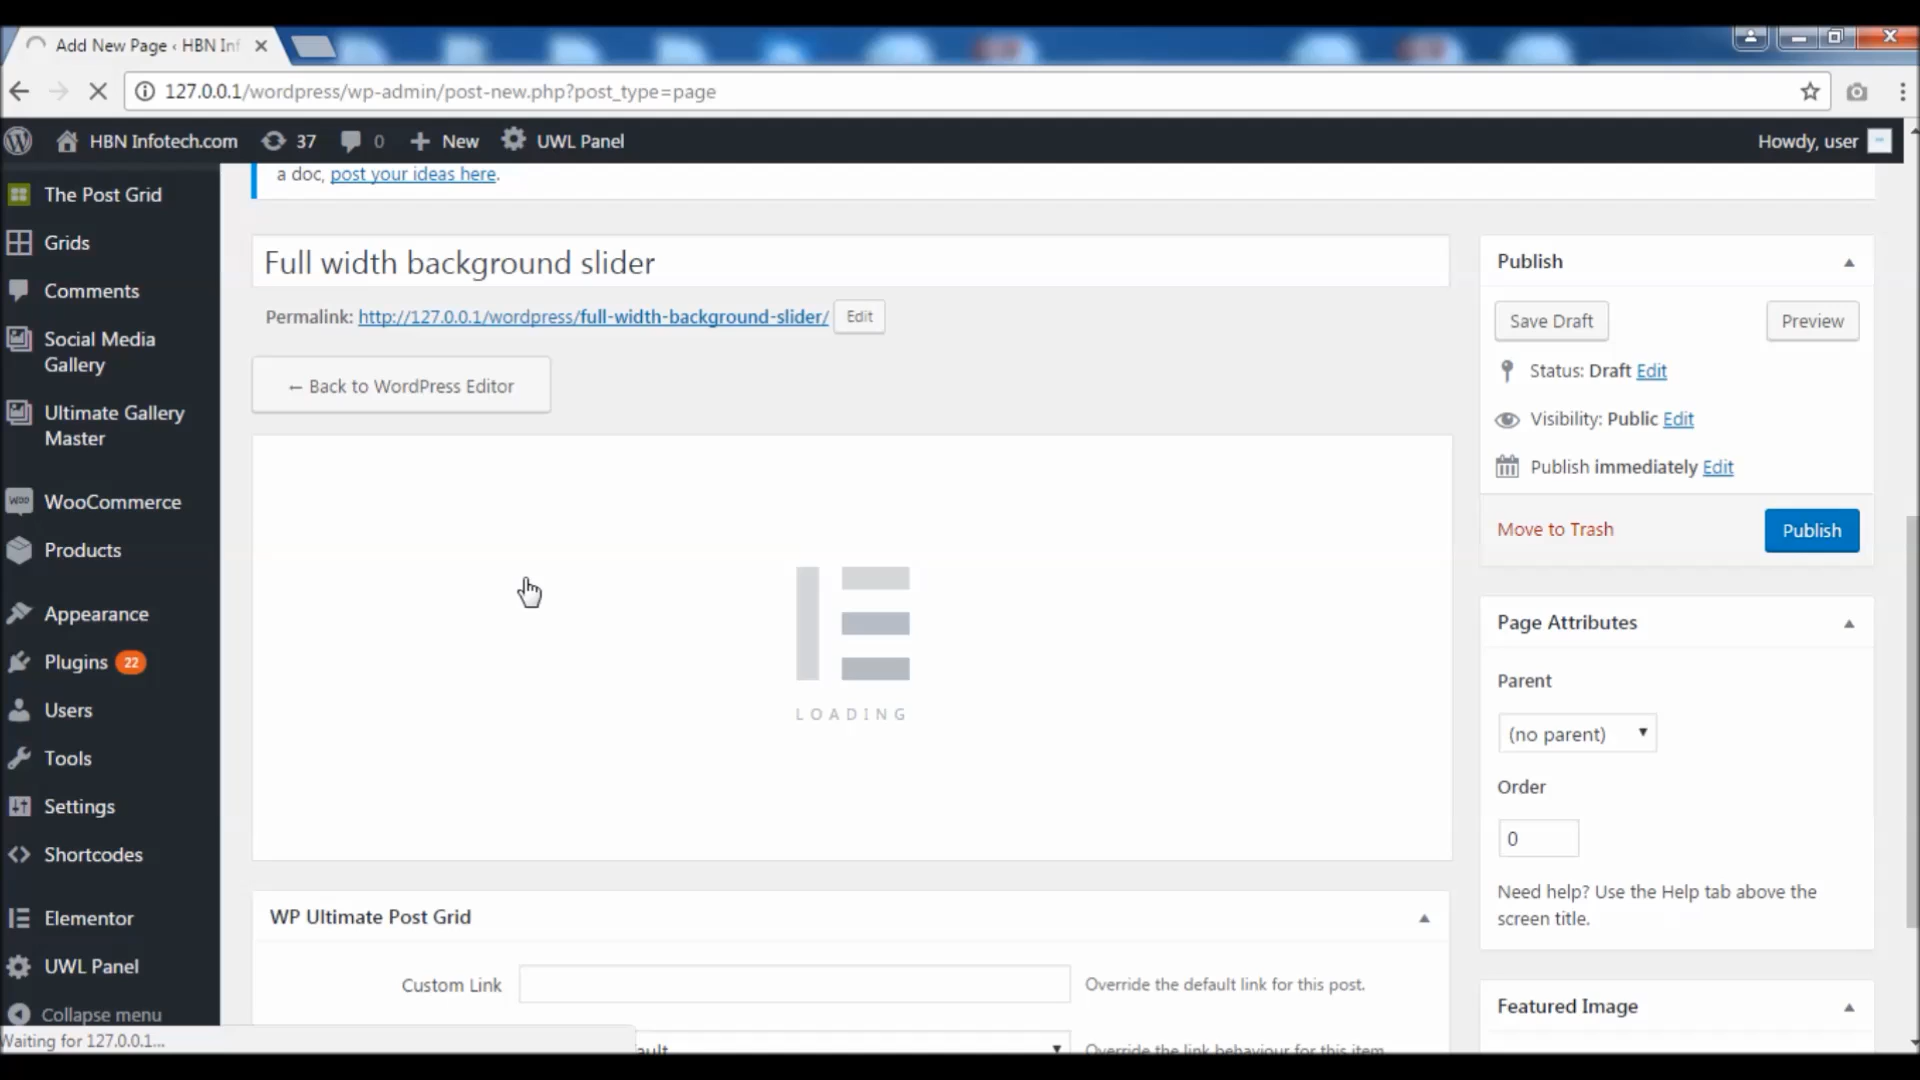 Add New Page ‹ HBN Inf
127.0.0.1/wordpress/wp-admin/post-new.php?post_type=page
HBN Infotech.com
37
0
New
UWL Panel
Howdy, user
The Post Grid
Grids
Comments
Social Media
Gallery
Ultimate Gallery
Master
WooCommerce
Products
Appearance
Plugins 22
Users
Tools
Settings
Shortcodes
Elementor
UWL Panel
Collapse menu
Waiting for 127.0.0.1...
a doc, post your ideas here.
Full width background slider
Permalink: http://127.0.0.1/wordpress/full-width-background-slider/ Edit
← Back to WordPress Editor
LOADING
WP Ultimate Post Grid
Custom Link
Override the default link for this post.
Override the link behaviour for this item
Publish
Save Draft
Preview
Status: Draft Edit
Visibility: Public Edit
Publish immediately Edit
Move to Trash
Publish
Page Attributes
Parent
(no parent)
Order
0
Need help? Use the Help tab above the
screen title.
Featured Image